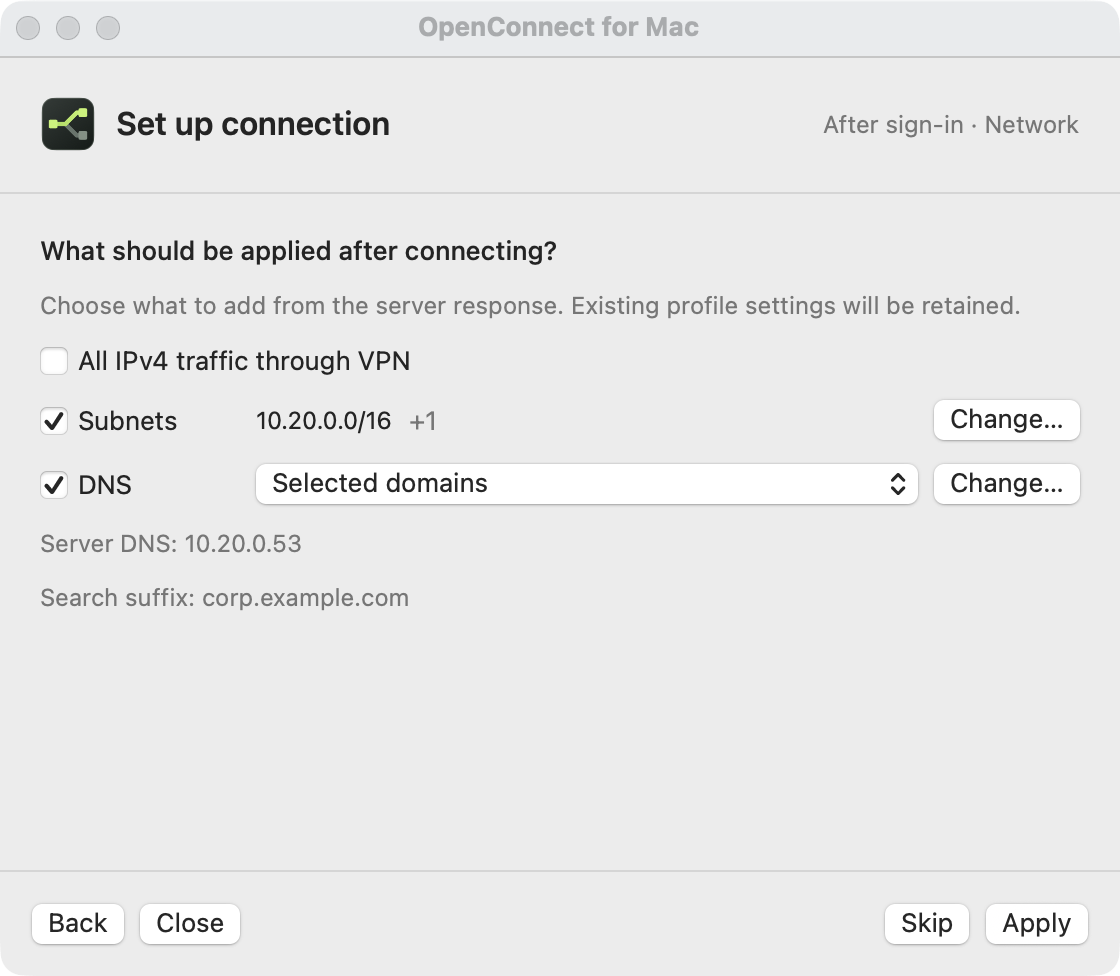 OpenConnect for Mac
Set up connection
After sign-in · Network
What should be applied after connecting?
Choose what to add from the server response. Existing profile settings will be retained.
All IPv4 traffic through VPN
Subnets 10.20.0.0/16 +1 Change...
DNS Selected domains Change...
Server DNS: 10.20.0.53
Search suffix: corp.example.com
Back Close Skip Apply